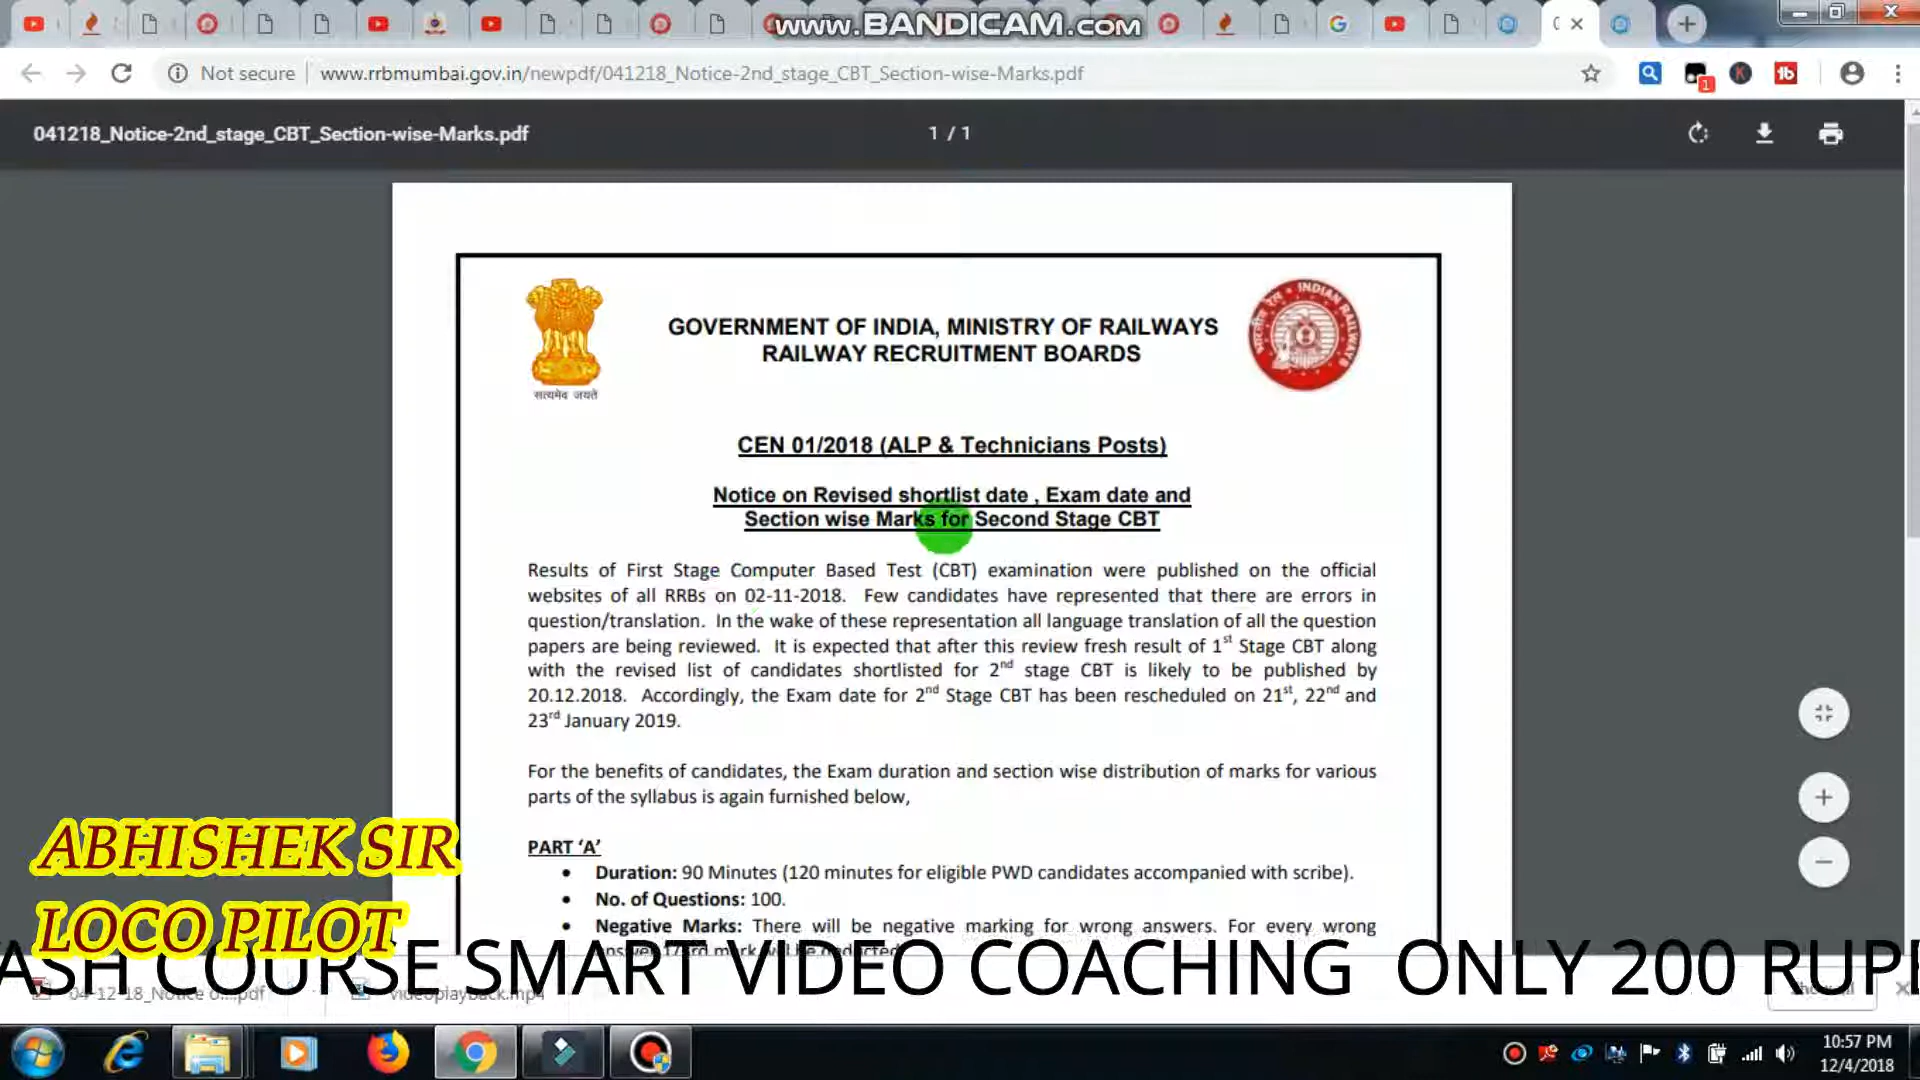 www.BANDICAM.com
Not secure | www.rrbmumbai.gov.in/newpdf/041218_Notice-2nd_stage_CBT_Section-wise-Marks.pdf
041218_Notice-2nd_stage_CBT_Section-wise-Marks.pdf
1 / 1
GOVERNMENT OF INDIA, MINISTRY OF RAILWAYS
RAILWAY RECRUITMENT BOARDS
सत्यमेव जयते
INDIAN RAILWAY
CEN 01/2018 (ALP & Technicians Posts)
Notice on Revised shortlist date , Exam date and
Section wise Marks for Second Stage CBT
Results of First Stage Computer Based Test (CBT) examination were published on the official
websites of all RRBs on 02-11-2018. Few candidates have represented that there are errors in
question/translation. In the wake of these representation all language translation of all the question
papers are being reviewed. It is expected that after this review fresh result of 1st Stage CBT along
with the revised list of candidates shortlisted for 2nd stage CBT is likely to be published by
20.12.2018. Accordingly, the Exam date for 2nd Stage CBT has been rescheduled on 21st, 22nd and
23rd January 2019.
For the benefits of candidates, the Exam duration and section wise distribution of marks for various
parts of the syllabus is again furnished below,
PART ‘A’
• Duration: 90 Minutes (120 minutes for eligible PWD candidates accompanied with scribe).
• No. of Questions: 100.
• Negative Marks: There will be negative marking for wrong answers. For every wrong
answer 1/3rd mark will be deducted
ABHISHEK SIR
LOCO PILOT
ASH COURSE SMART VIDEO COACHING ONLY 200 RUP
04-12-18_Notice o....pdf
videoplayback.mp4
10:57 PM
12/4/2018